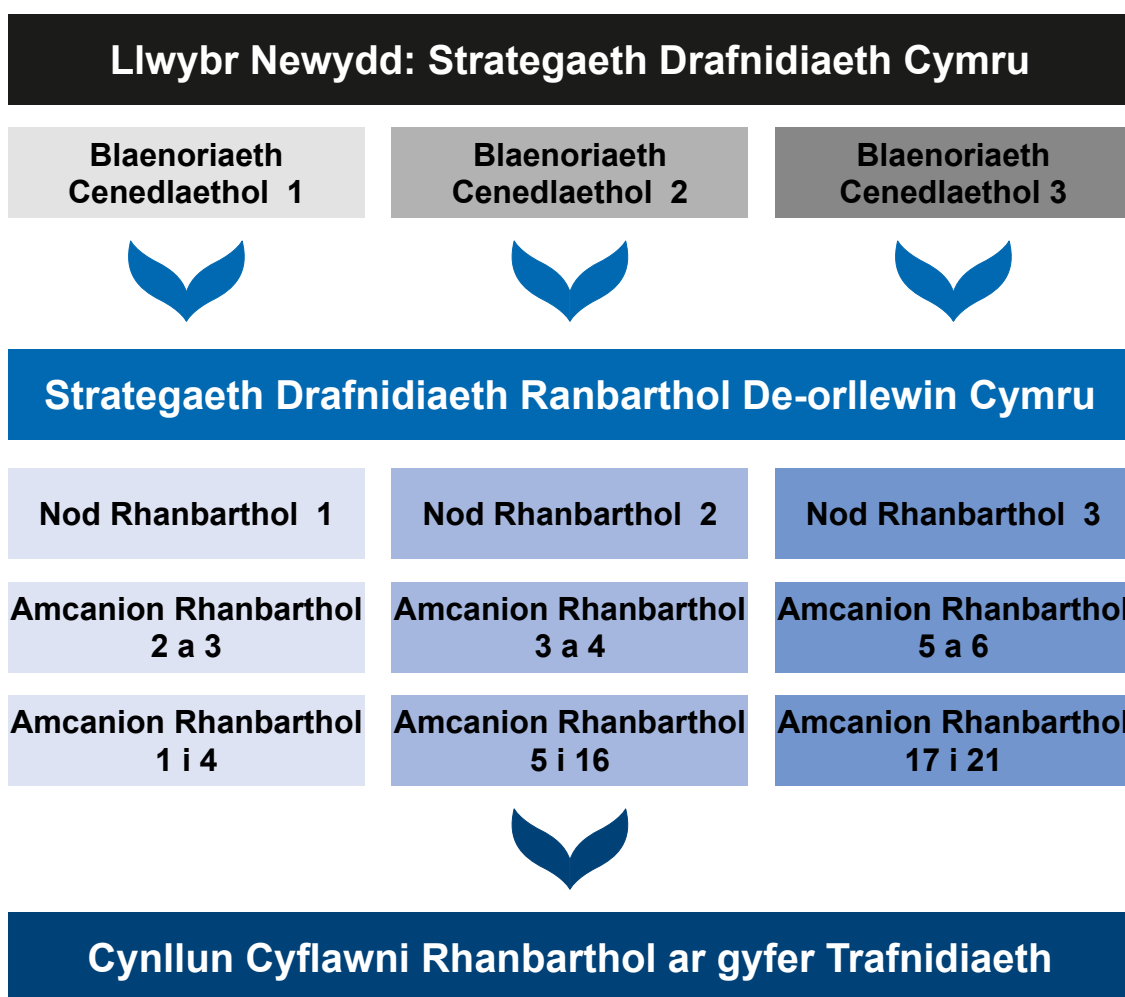 Llwybr Newydd: Strategaeth Drafnidiaeth Cymru
Blaenoriaeth
Cenedlaethol 1
Blaenoriaeth
Cenedlaethol 2
Blaenoriaeth
Cenedlaethol 3
Strategaeth Drafnidiaeth Ranbarthol De-orllewin Cymru
Nod Rhanbarthol 1
Nod Rhanbarthol 2
Nod Rhanbarthol 3
Amcanion Rhanbarthol
2 a 3
Amcanion Rhanbarthol
3 a 4
Amcanion Rhanbarthol
5 a 6
Amcanion Rhanbarthol
1 i 4
Amcanion Rhanbarthol
5 i 16
Amcanion Rhanbarthol
17 i 21
Cynllun Cyflawni Rhanbarthol ar gyfer Trafnidiaeth